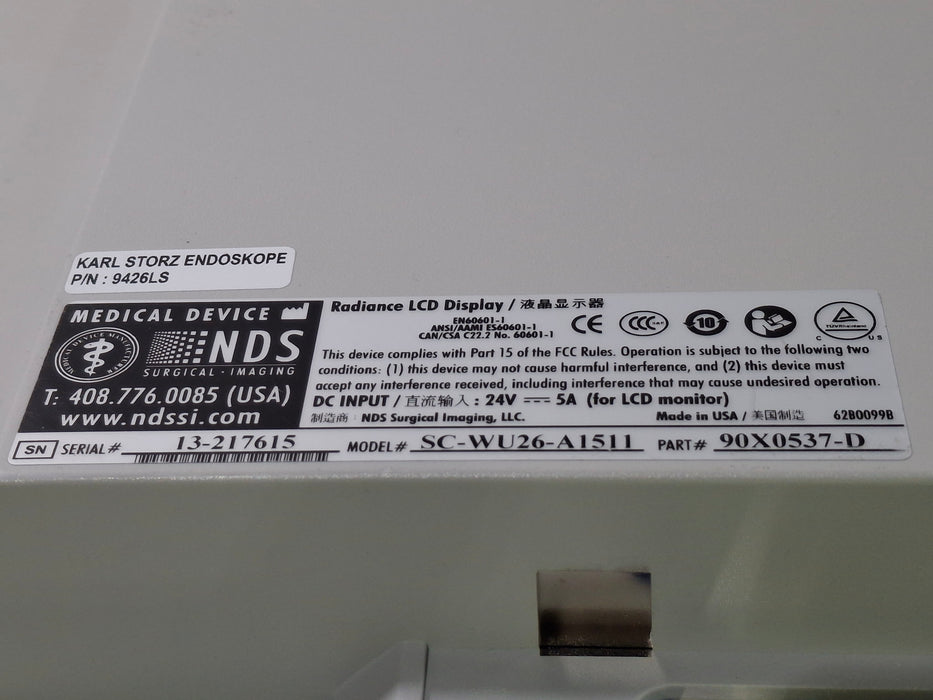 KARL STORZ ENDOSKOPE
P/N : 9426LS
MEDICAL DEVICE
NDS
SURGICAL · IMAGING
T: 408.776.0085 (USA)
www.ndssi.com
Radiance LCD Display / 液晶显示器
EN60601-1
ANSI/AAMI ES60601-1
CAN/CSA C22.2 No. 60601-1
CE
CCC
10
TÜVRheinland
C US
This device complies with Part 15 of the FCC Rules. Operation is subject to the following two
conditions: (1) this device may not cause harmful interference, and (2) this device must
accept any interference received, including interference that may cause undesired operation.
DC INPUT / 直流输入 : 24V ⎓ 5A (for LCD monitor)
制造商 : NDS Surgical Imaging, LLC.
Made in USA / 美国制造
62B0099B
SN SERIAL# 13-217615
MODEL# SC-WU26-A1511
PART# 90X0537-D